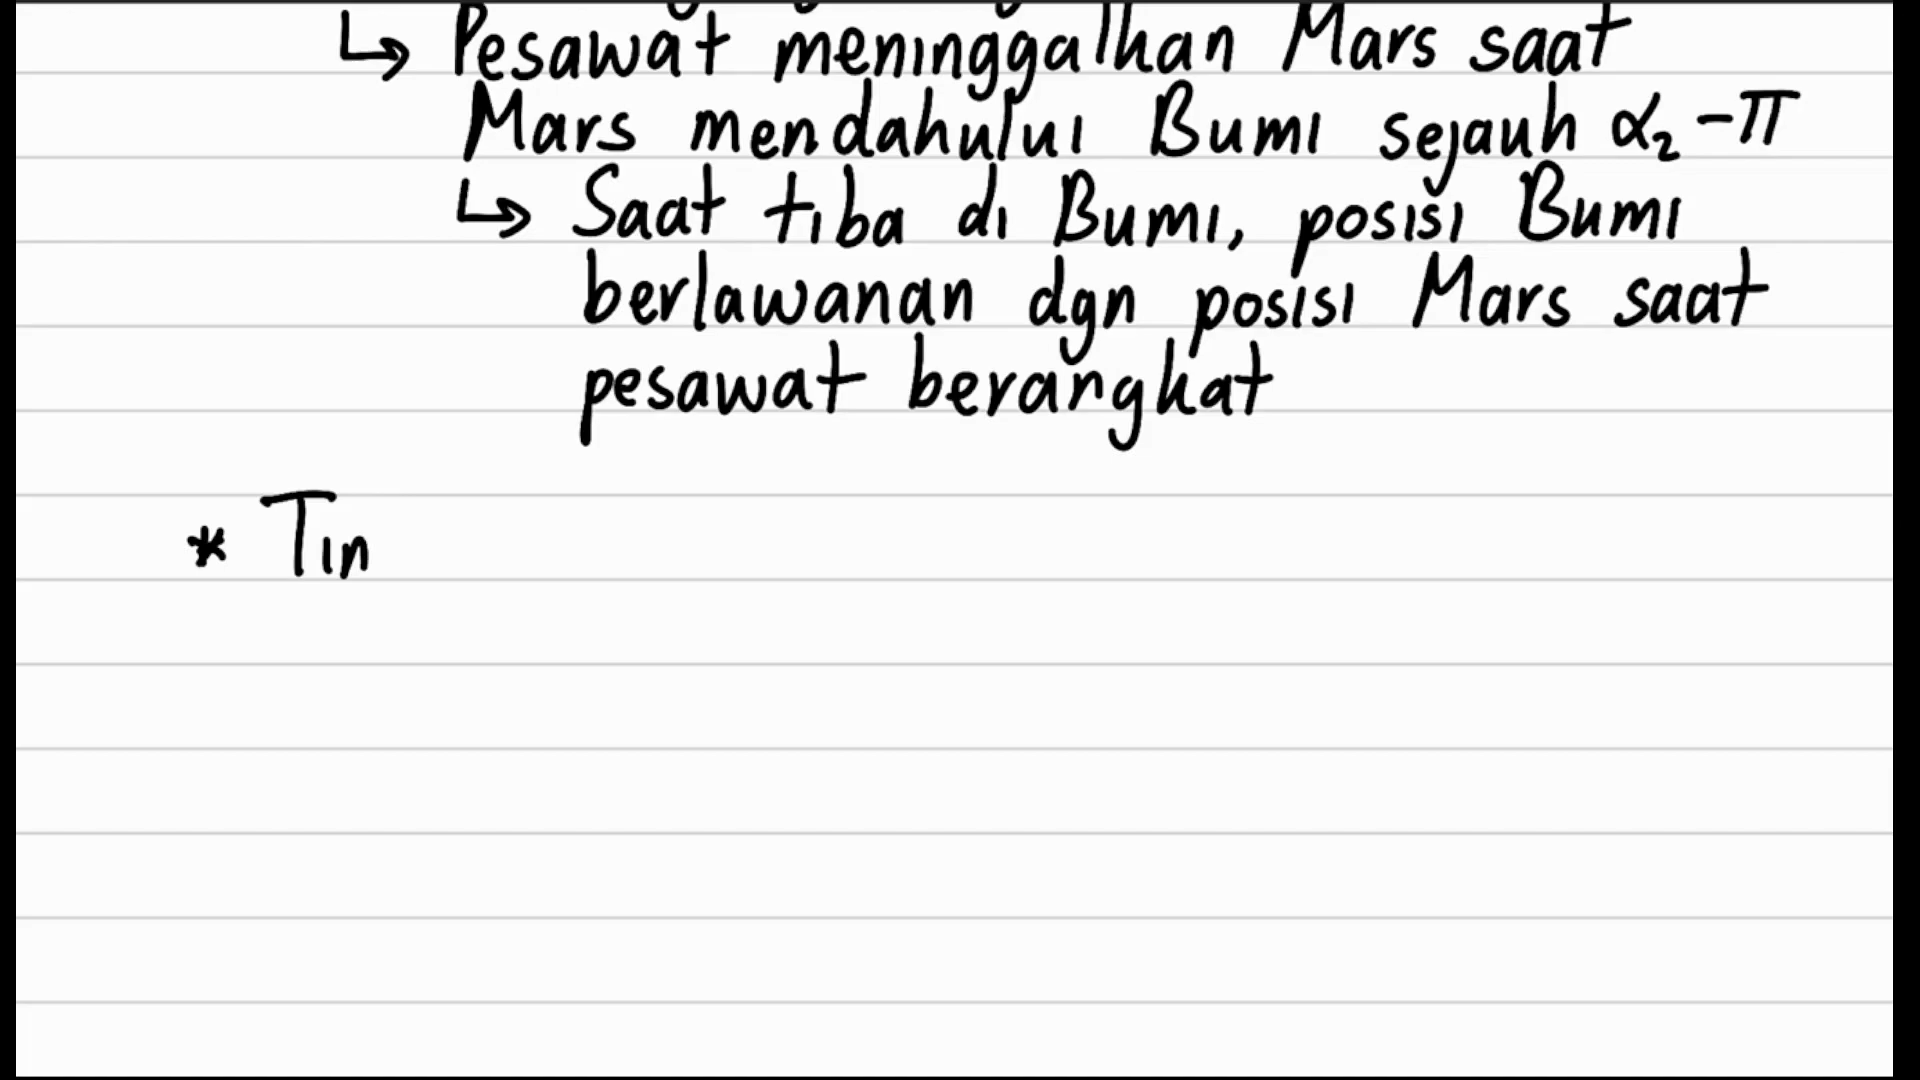 ↳ Pesawat meninggalkan Mars saat
Mars mendahului Bumi sejauh α₂ - π
↳ Saat tiba di Bumi, posisi Bumi
berlawanan dgn posisi Mars saat
pesawat berangkat
* Tin